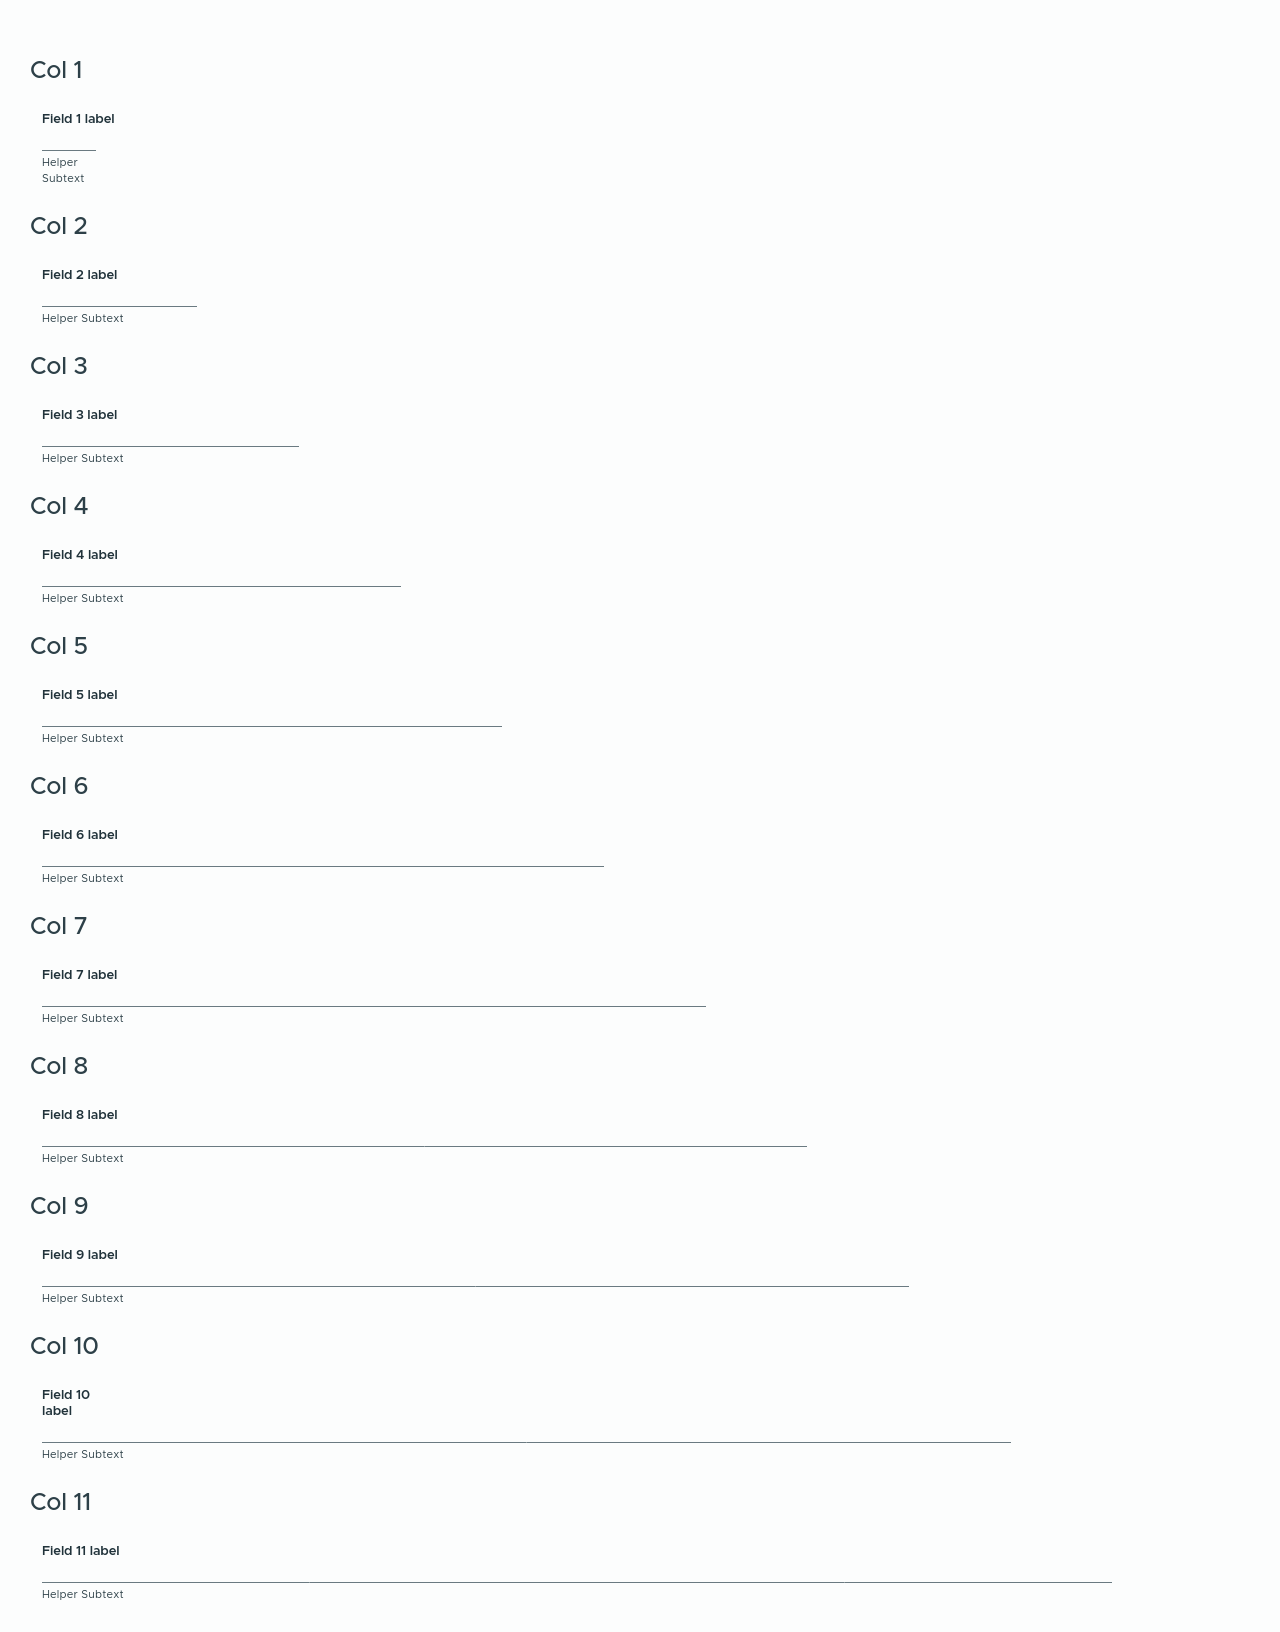 Col 1
Field 1 label
Helper
Subtext
Col 2
Field 2 label
Helper Subtext
Col 3
Field 3 label
Helper Subtext
Col 4
Field 4 label
Helper Subtext
Col 5
Field 5 label
Helper Subtext
Col 6
Field 6 label
Helper Subtext
Col 7
Field 7 label
Helper Subtext
Col 8
Field 8 label
Helper Subtext
Col 9
Field 9 label
Helper Subtext
Col 10
Field 10
label
Helper Subtext
Col 11
Field 11 label
Helper Subtext